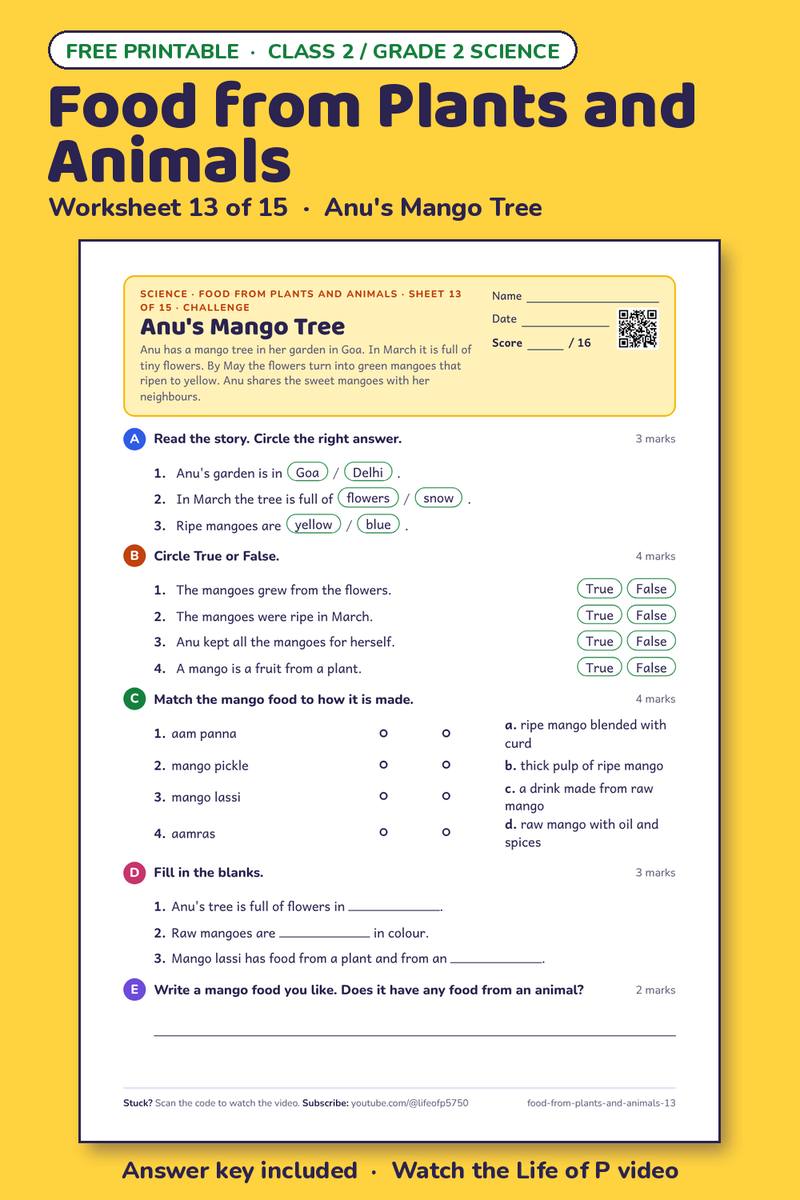 FREE PRINTABLE · CLASS 2 / GRADE 2 SCIENCE
Food from Plants and
Animals
Worksheet 13 of 15 · Anu's Mango Tree
SCIENCE · FOOD FROM PLANTS AND ANIMALS · SHEET 13
OF 15 · CHALLENGE
Anu's Mango Tree
Anu has a mango tree in her garden in Goa. In March it is full of
tiny flowers. By May the flowers turn into green mangoes that
ripen to yellow. Anu shares the sweet mangoes with her
neighbours.
Name
Date
Score / 16
A Read the story. Circle the right answer. 3 marks
1. Anu's garden is in Goa / Delhi .
2. In March the tree is full of flowers / snow .
3. Ripe mangoes are yellow / blue .
B Circle True or False. 4 marks
1. The mangoes grew from the flowers. True False
2. The mangoes were ripe in March. True False
3. Anu kept all the mangoes for herself. True False
4. A mango is a fruit from a plant. True False
C Match the mango food to how it is made. 4 marks
1. aam panna
a. ripe mango blended with
curd
2. mango pickle
b. thick pulp of ripe mango
3. mango lassi
c. a drink made from raw
mango
4. aamras
d. raw mango with oil and
spices
D Fill in the blanks. 3 marks
1. Anu's tree is full of flowers in ____.
2. Raw mangoes are ____ in colour.
3. Mango lassi has food from a plant and from an ____.
E Write a mango food you like. Does it have any food from an animal? 2 marks
Stuck? Scan the code to watch the video. Subscribe: youtube.com/@lifeofp5750
food-from-plants-and-animals-13
Answer key included · Watch the Life of P video